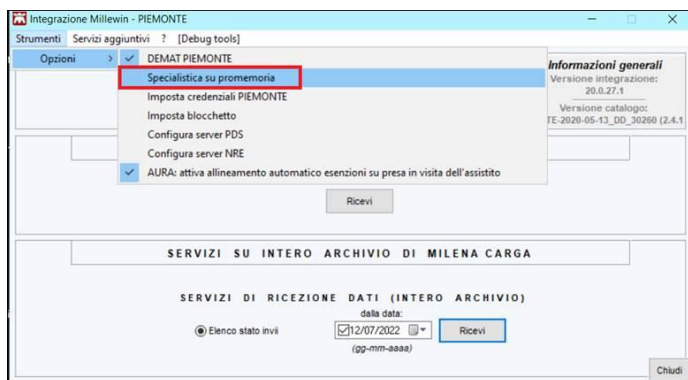 Integrazione Millewin - PIEMONTE
Strumenti Servizi aggiuntivi ? [Debug tools]
Opzioni >
DEMAT PIEMONTE
Specialistica su promemoria
Imposta credenziali PIEMONTE
Imposta blocchetto
Configura server PDS
Configura server NRE
AURA: attiva allineamento automatico esenzioni su presa in visita dell'assistito
Informazioni generali
Versione integrazione:
20.0.27.1
Versione catalogo:
TE-2020-05-13_DD_30260 (2.4.1
Ricevi
SERVIZI SU INTERO ARCHIVIO DI MILENA CARGA
SERVIZI DI RICEZIONE DATI (INTERO ARCHIVIO)
dalla data:
Elenco stato invii 12/07/2022 Ricevi
(gg-mm-aaaa)
Chiudi